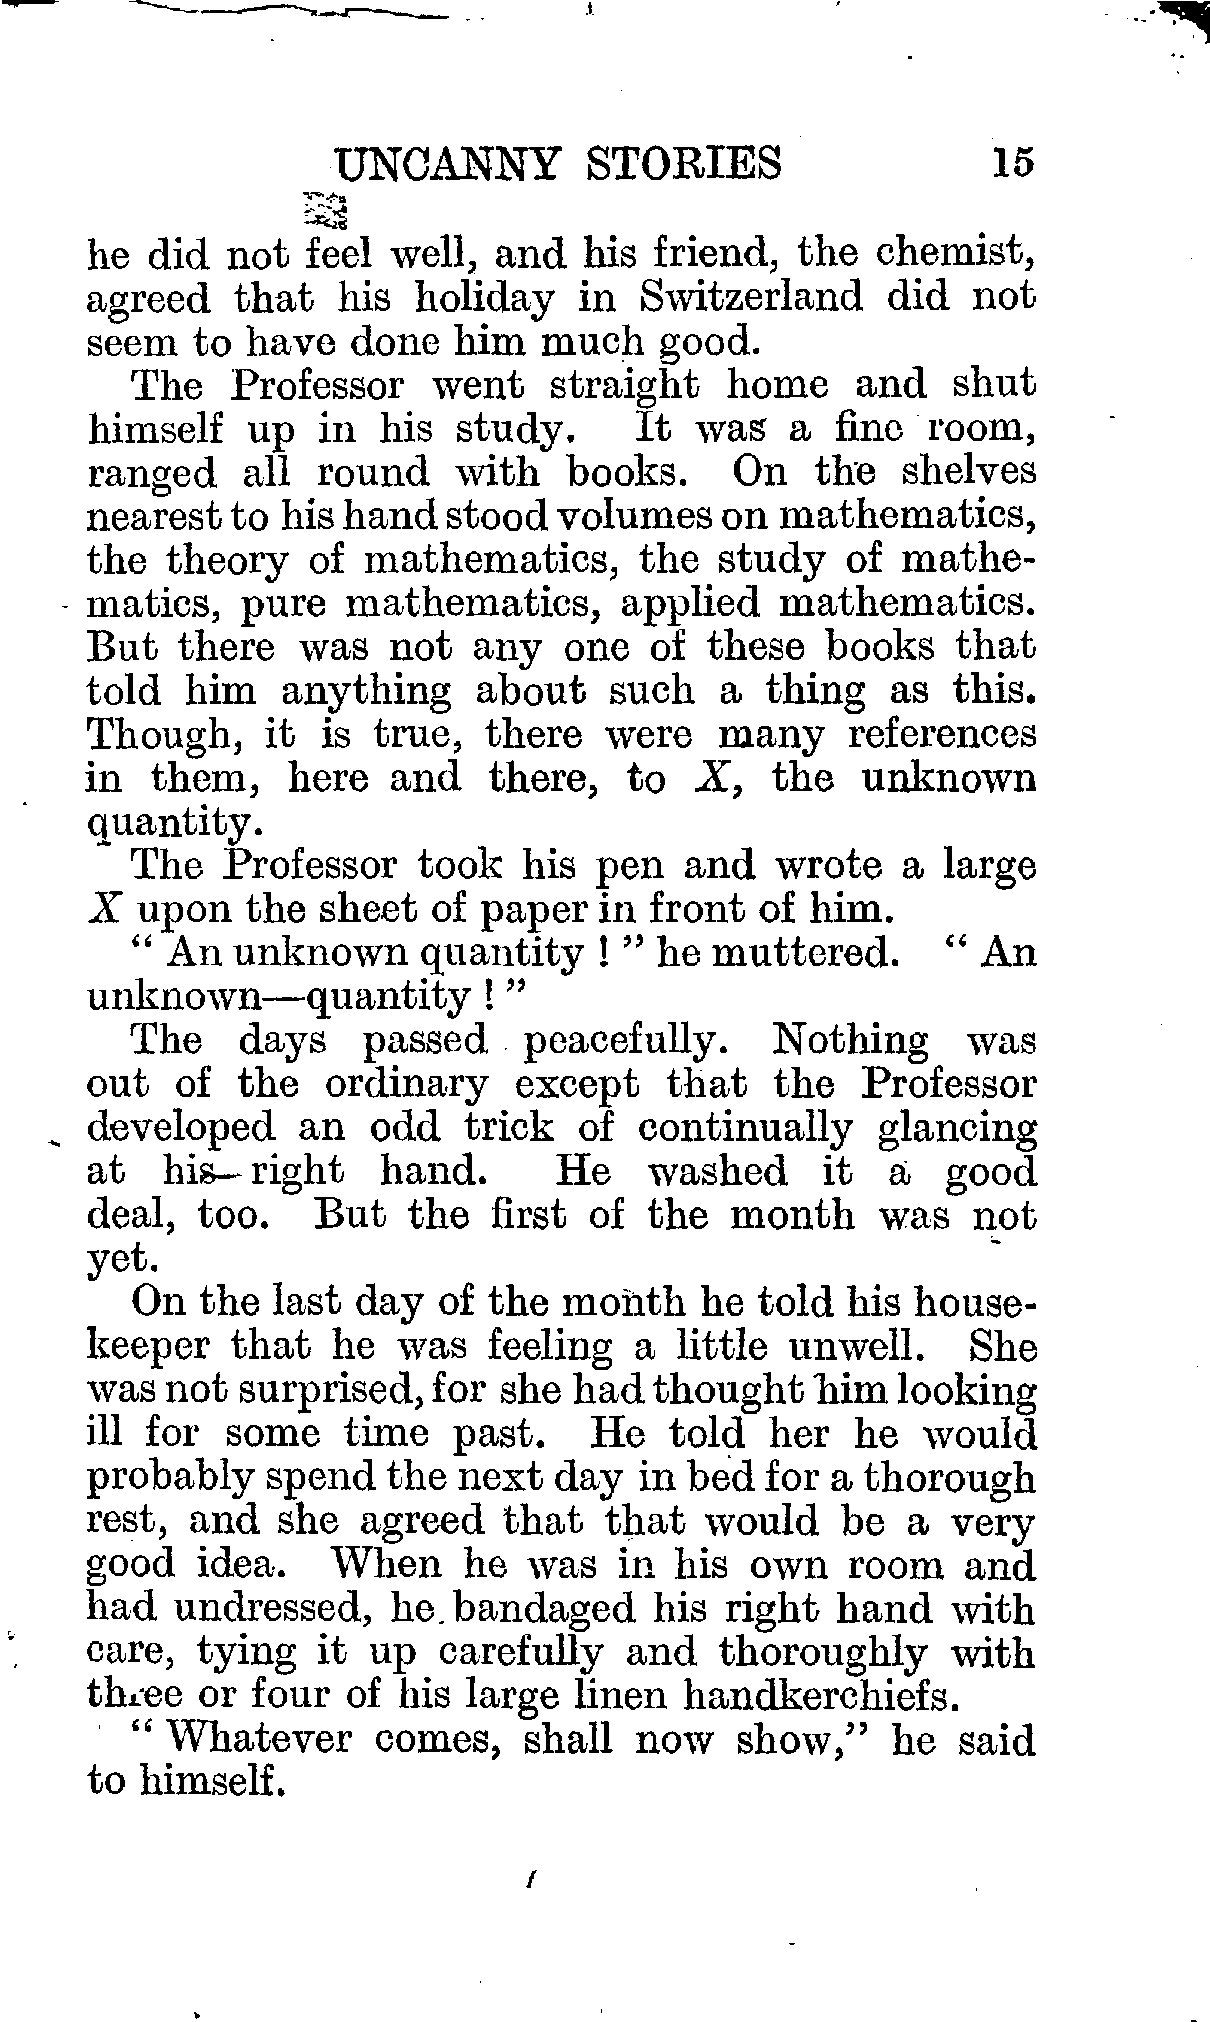 UNCANNY STORIES 15
he did not feel well, and his friend, the chemist,
agreed that his holiday in Switzerland did not
seem to have done him much good.
The Professor went straight home and shut
himself up in his study. It was a fine room,
ranged all round with books. On the shelves
nearest to his hand stood volumes on mathematics,
the theory of mathematics, the study of mathe-
matics, pure mathematics, applied mathematics.
But there was not any one of these books that
told him anything about such a thing as this.
Though, it is true, there were many references
in them, here and there, to X, the unknown
quantity.
The Professor took his pen and wrote a large
X upon the sheet of paper in front of him.
“ An unknown quantity ! ” he muttered. “ An
unknown—quantity ! ”
The days passed peacefully. Nothing was
out of the ordinary except that the Professor
developed an odd trick of continually glancing
at his right hand. He washed it a good
deal, too. But the first of the month was not
yet.
On the last day of the month he told his house-
keeper that he was feeling a little unwell. She
was not surprised, for she had thought him looking
ill for some time past. He told her he would
probably spend the next day in bed for a thorough
rest, and she agreed that that would be a very
good idea. When he was in his own room and
had undressed, he bandaged his right hand with
care, tying it up carefully and thoroughly with
three or four of his large linen handkerchiefs.
“ Whatever comes, shall now show,” he said
to himself.